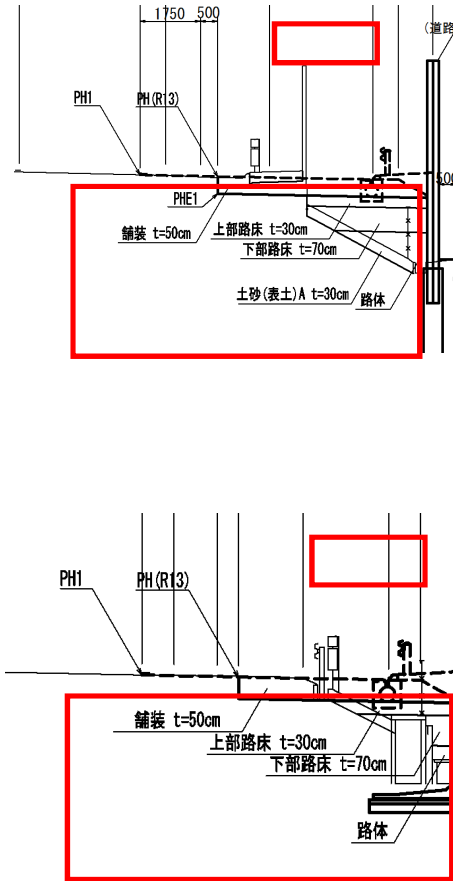 1750 500
(道路
PH1 PH(R13)
500
PHE1
舗装 t=50cm 上部路床 t=30cm
下部路床 t=70cm
土砂(表土)A t=30cm 路体
PH1 PH(R13)
舗装 t=50cm
上部路床 t=30cm
下部路床 t=70cm
路体